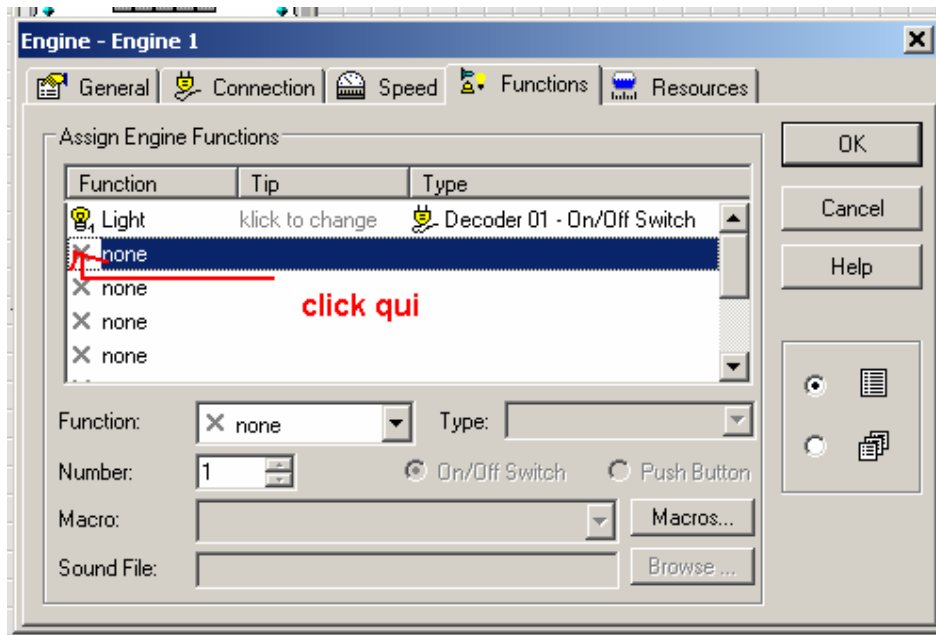 Engine - Engine 1
General Connection Speed Functions Resources
Assign Engine Functions
OK
Function Tip Type
Light klick to change Decoder 01 - On/Off Switch
Cancel
none
Help
none
click qui
none
none
Function: none Type:
Number: 1 On/Off Switch Push Button
Macro: Macros...
Sound File: Browse ...